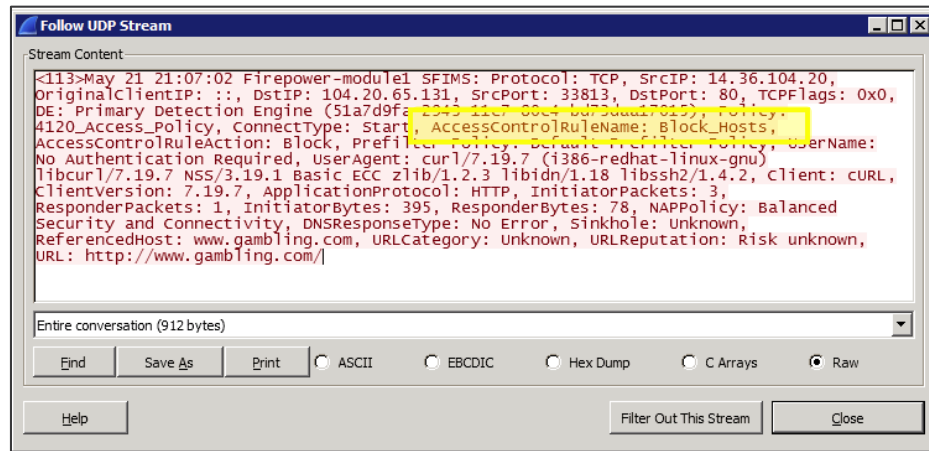 Follow UDP Stream
Stream Content
<113>May 21 21:07:02 Firepower-module1 SFIMS: Protocol: TCP, SrcIP: 14.36.104.20,
OriginalClientIP: ::, DstIP: 104.20.65.131, SrcPort: 33813, DstPort: 80, TCPFlags: 0x0,
DE: Primary Detection Engine
4120_Access_Policy, ConnectType: Start, AccessControlRuleName: Block_Hosts,
AccessControlRuleAction: Block, Prefilter Policy: Default Prefilter Policy, UserName:
No Authentication Required, UserAgent: curl/7.19.7 (i386-redhat-linux-gnu)
libcurl/7.19.7 NSS/3.19.1 Basic ECC zlib/1.2.3 libidn/1.18 libssh2/1.4.2, Client: cURL,
ClientVersion: 7.19.7, ApplicationProtocol: HTTP, InitiatorPackets: 3,
ResponderPackets: 1, InitiatorBytes: 395, ResponderBytes: 78, NAPPolicy: Balanced
Security and Connectivity, DNSResponseType: No Error, Sinkhole: Unknown,
ReferencedHost: www.gambling.com, URLCategory: Unknown, URLReputation: Risk unknown,
URL: http://www.gambling.com/
Entire conversation (912 bytes)
Find Save As Print ASCII EBCDIC Hex Dump C Arrays Raw
Help Filter Out This Stream Close